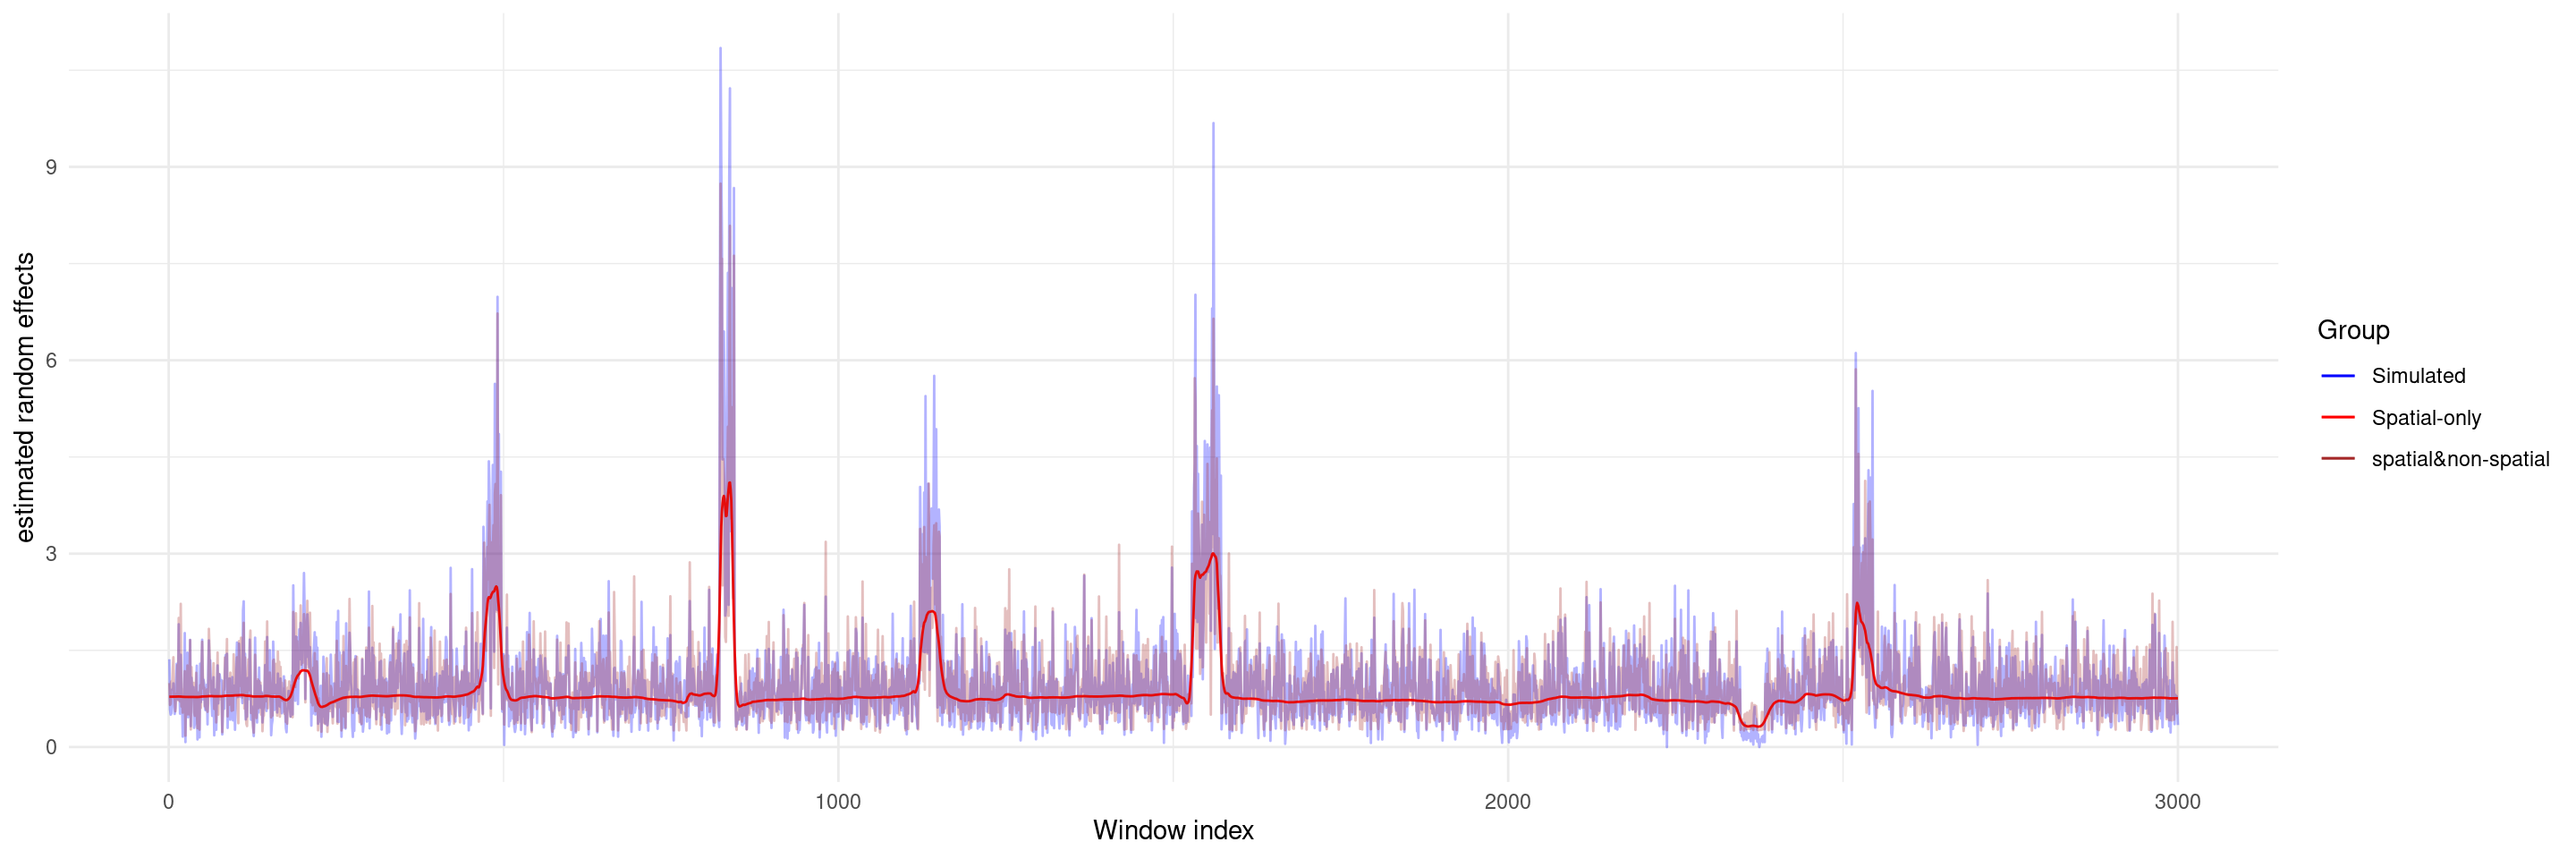 estimated random effects
9
6
3
0
0
1000
2000
3000
Window index
Group
Simulated
Spatial-only
spatial&non-spatial